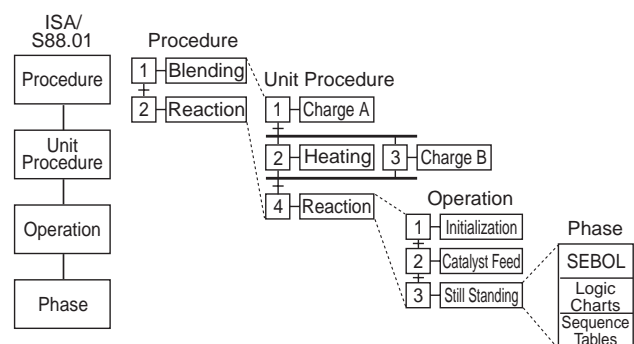 ISA/
S88.01
Procedure
Unit
Procedure
Operation
Phase
Procedure
1 Blending
2 Reaction
Unit Procedure
1 Charge A
2 Heating 3 Charge B
4 Reaction
Operation
1 Initialization
2 Catalyst Feed
3 Still Standing
Phase
SEBOL
Logic
Charts
Sequence
Tables